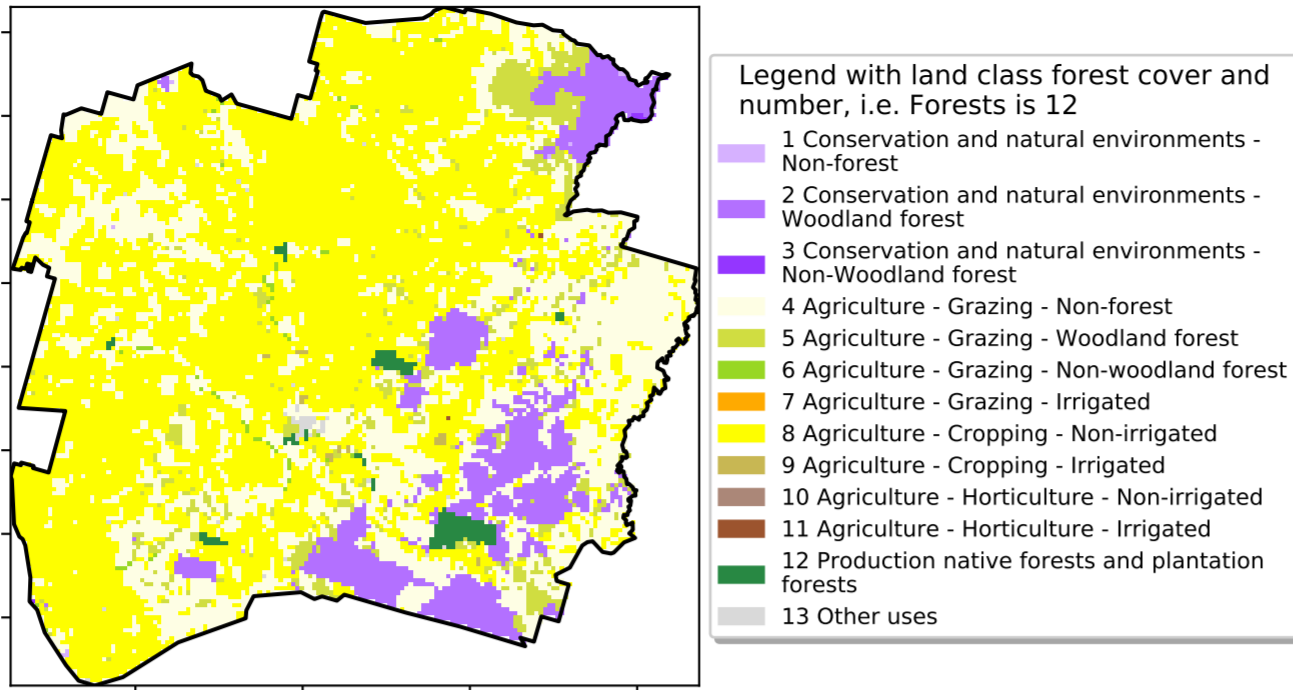 Legend with land class forest cover and
number, i.e. Forests is 12
1 Conservation and natural environments -
Non-forest
2 Conservation and natural environments -
Woodland forest
3 Conservation and natural environments -
Non-Woodland forest
4 Agriculture - Grazing - Non-forest
5 Agriculture - Grazing - Woodland forest
6 Agriculture - Grazing - Non-woodland forest
7 Agriculture - Grazing - Irrigated
8 Agriculture - Cropping - Non-irrigated
9 Agriculture - Cropping - Irrigated
10 Agriculture - Horticulture - Non-irrigated
11 Agriculture - Horticulture - Irrigated
12 Production native forests and plantation
forests
13 Other uses